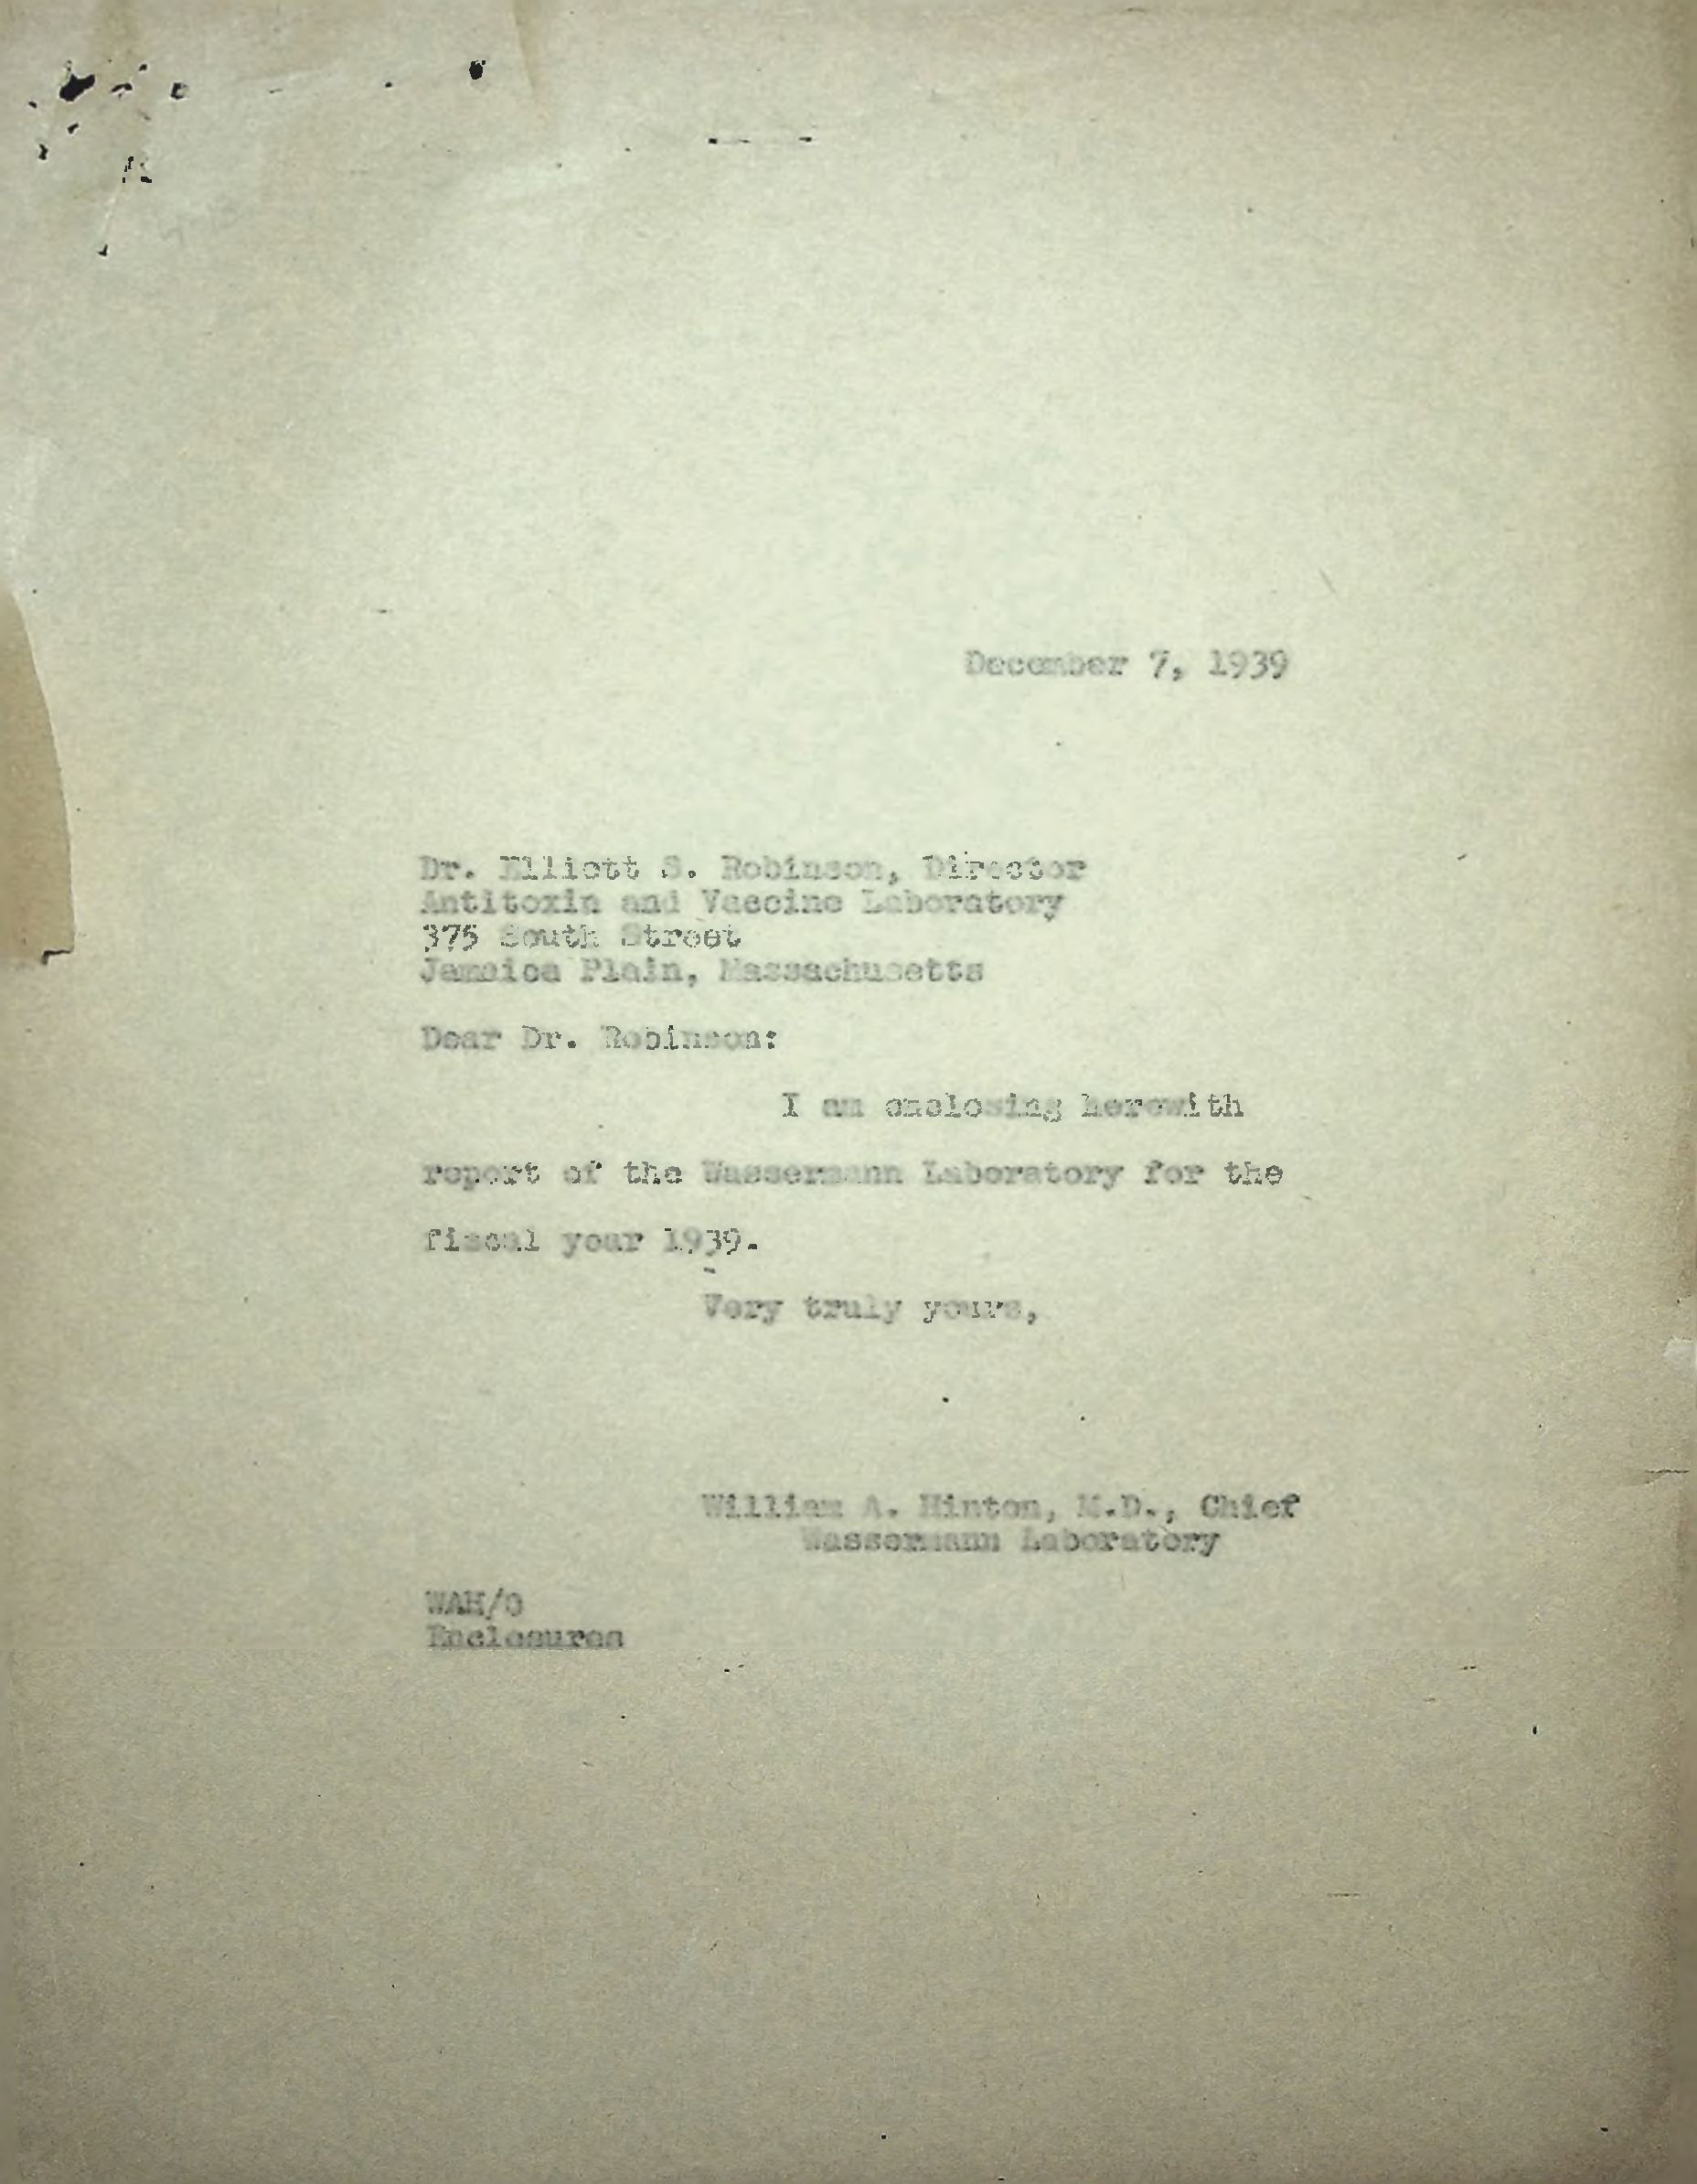 December 7, 1939
Dr. Elliott S. Robinson, Director
Antitoxin and Vaccine Laboratory
375 South Street
Jamaica Plain, Massachusetts
Dear Dr. Robinson:
I am enclosing herewith
report of the Wassermann Laboratory for the
fiscal year 1939.
Very truly yours,
William A. Hinton, M.D., Chief
Wassermann Laboratory
WAH/O
Enclosures